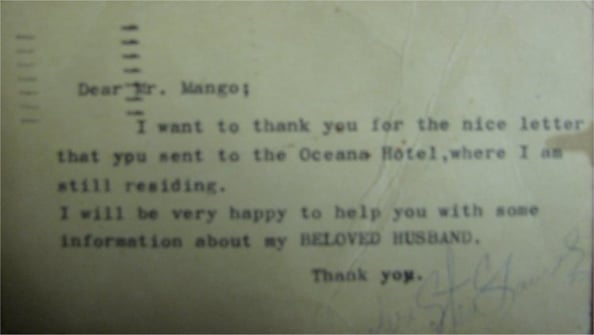 Dear Mr. Mango;
I want to thank you for the nice letter
that ypu sent to the Oceana Hotel,where I am
still residing.
I will be very happy to help you with some
information about my BELOVED HUSBAND.
Thank you.